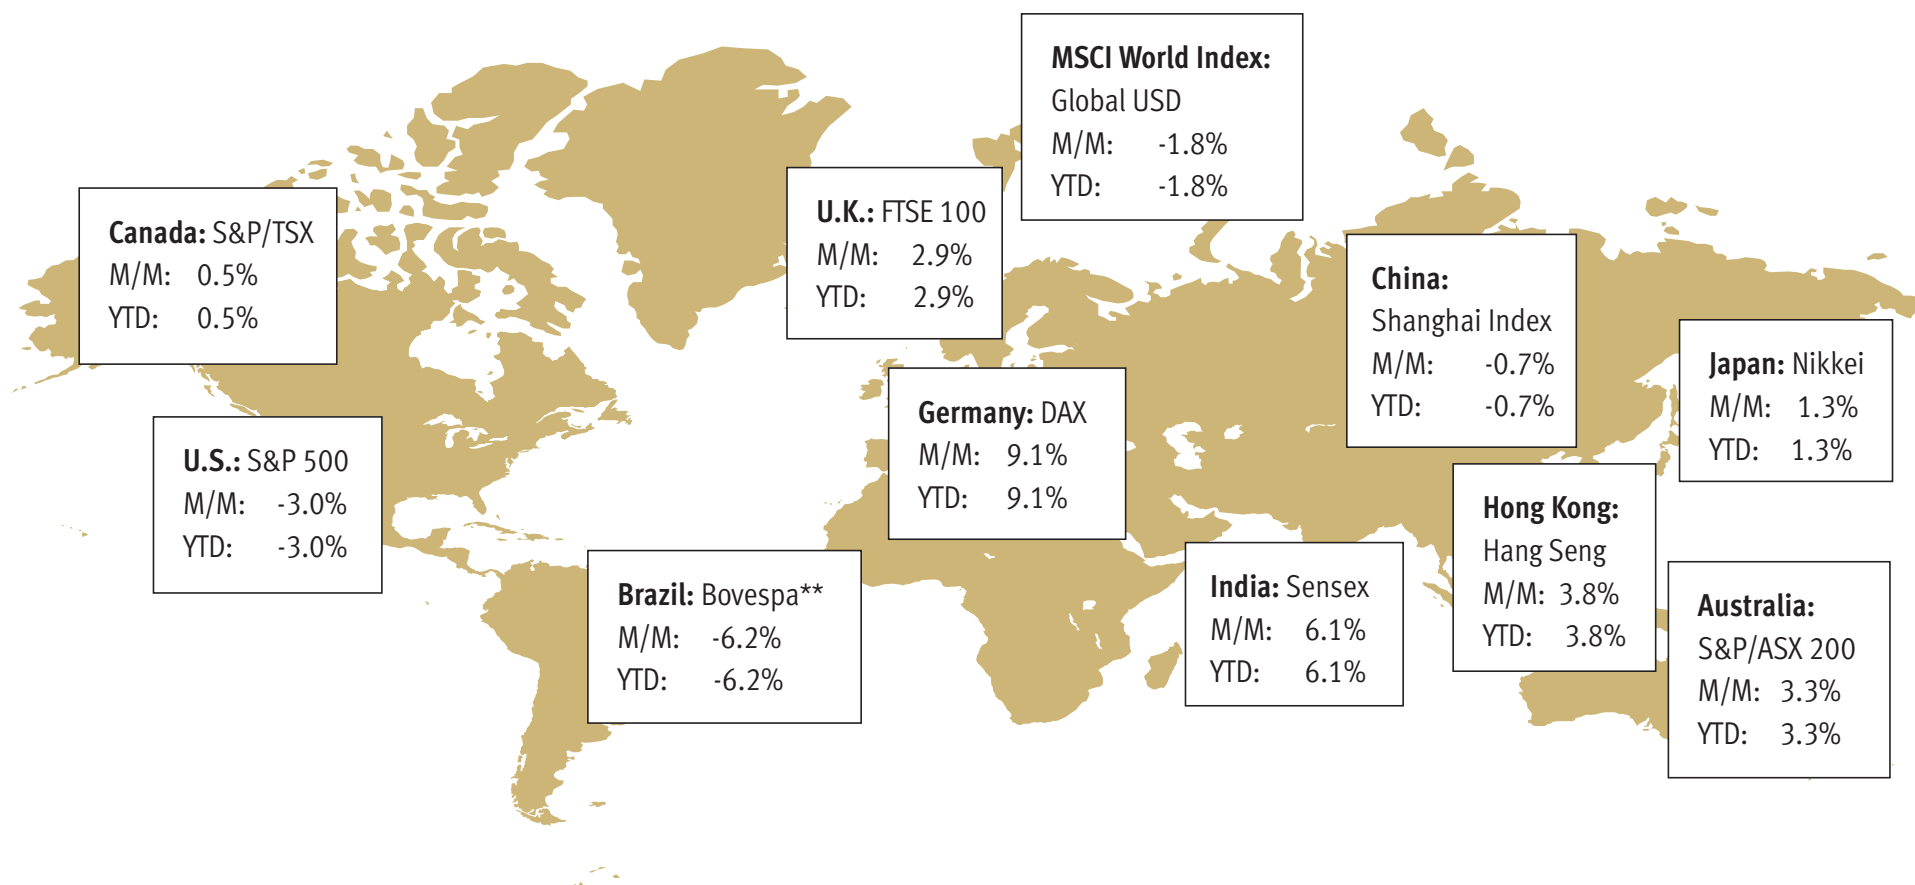 MSCI World Index:
Global USD
M/M: -1.8%
YTD: -1.8%
Canada: S&P/TSX
M/M: 0.5%
YTD: 0.5%
U.K.: FTSE 100
M/M: 2.9%
YTD: 2.9%
China:
Shanghai Index
M/M: -0.7%
YTD: -0.7%
Japan: Nikkei
M/M: 1.3%
YTD: 1.3%
U.S.: S&P 500
M/M: -3.0%
YTD: -3.0%
Germany: DAX
M/M: 9.1%
YTD: 9.1%
Hong Kong:
Hang Seng
M/M: 3.8%
YTD: 3.8%
Brazil: Bovespa**
M/M: -6.2%
YTD: -6.2%
India: Sensex
M/M: 6.1%
YTD: 6.1%
Australia:
S&P/ASX 200
M/M: 3.3%
YTD: 3.3%